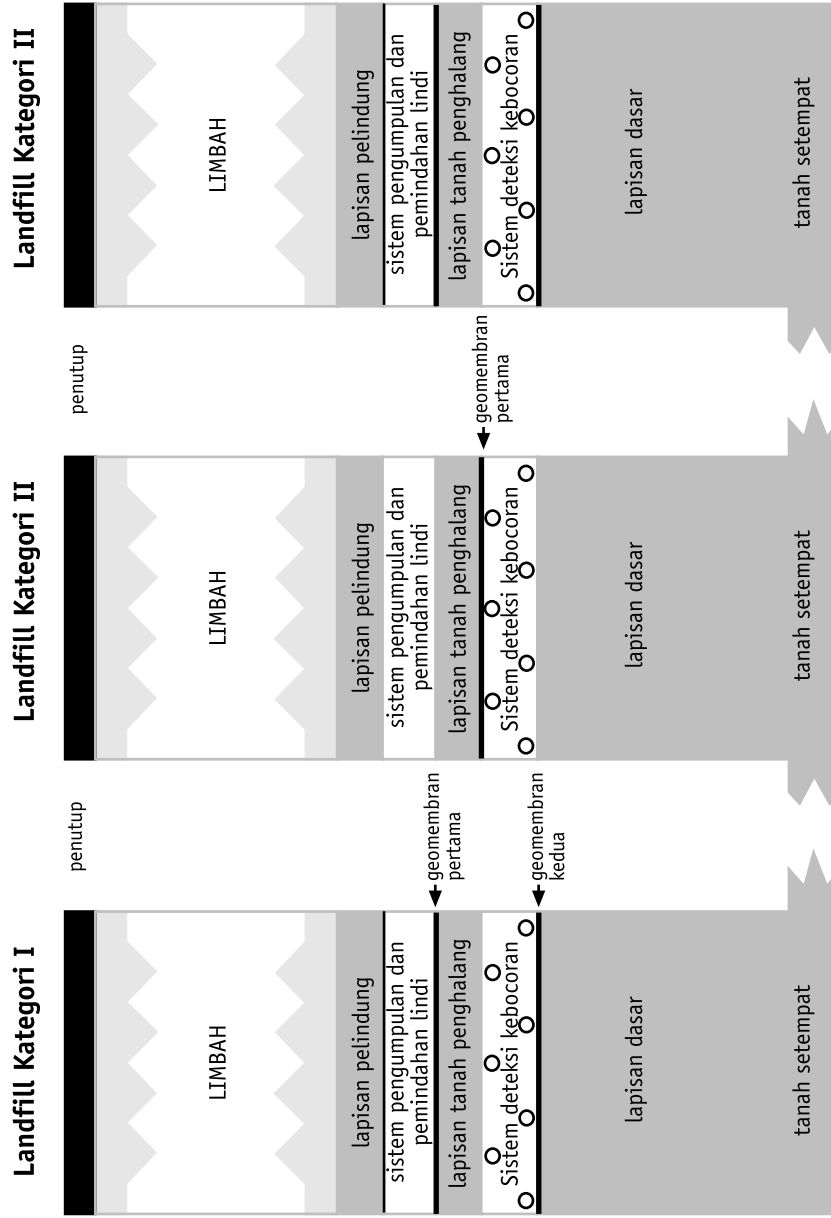 Landfill Kategori I
penutup
LIMBAH
lapisan pelindung
sistem pengumpulan dan
pemindahan lindi
lapisan tanah penghalang
Sistem deteksi kebocoran
lapisan dasar
tanah setempat
geomembran
pertama
geomembran
kedua
Landfill Kategori II
penutup
LIMBAH
lapisan pelindung
sistem pengumpulan dan
pemindahan lindi
lapisan tanah penghalang
Sistem deteksi kebocoran
lapisan dasar
tanah setempat
geomembran
pertama
Landfill Kategori II
LIMBAH
lapisan pelindung
sistem pengumpulan dan
pemindahan lindi
lapisan tanah penghalang
Sistem deteksi kebocoran
lapisan dasar
tanah setempat